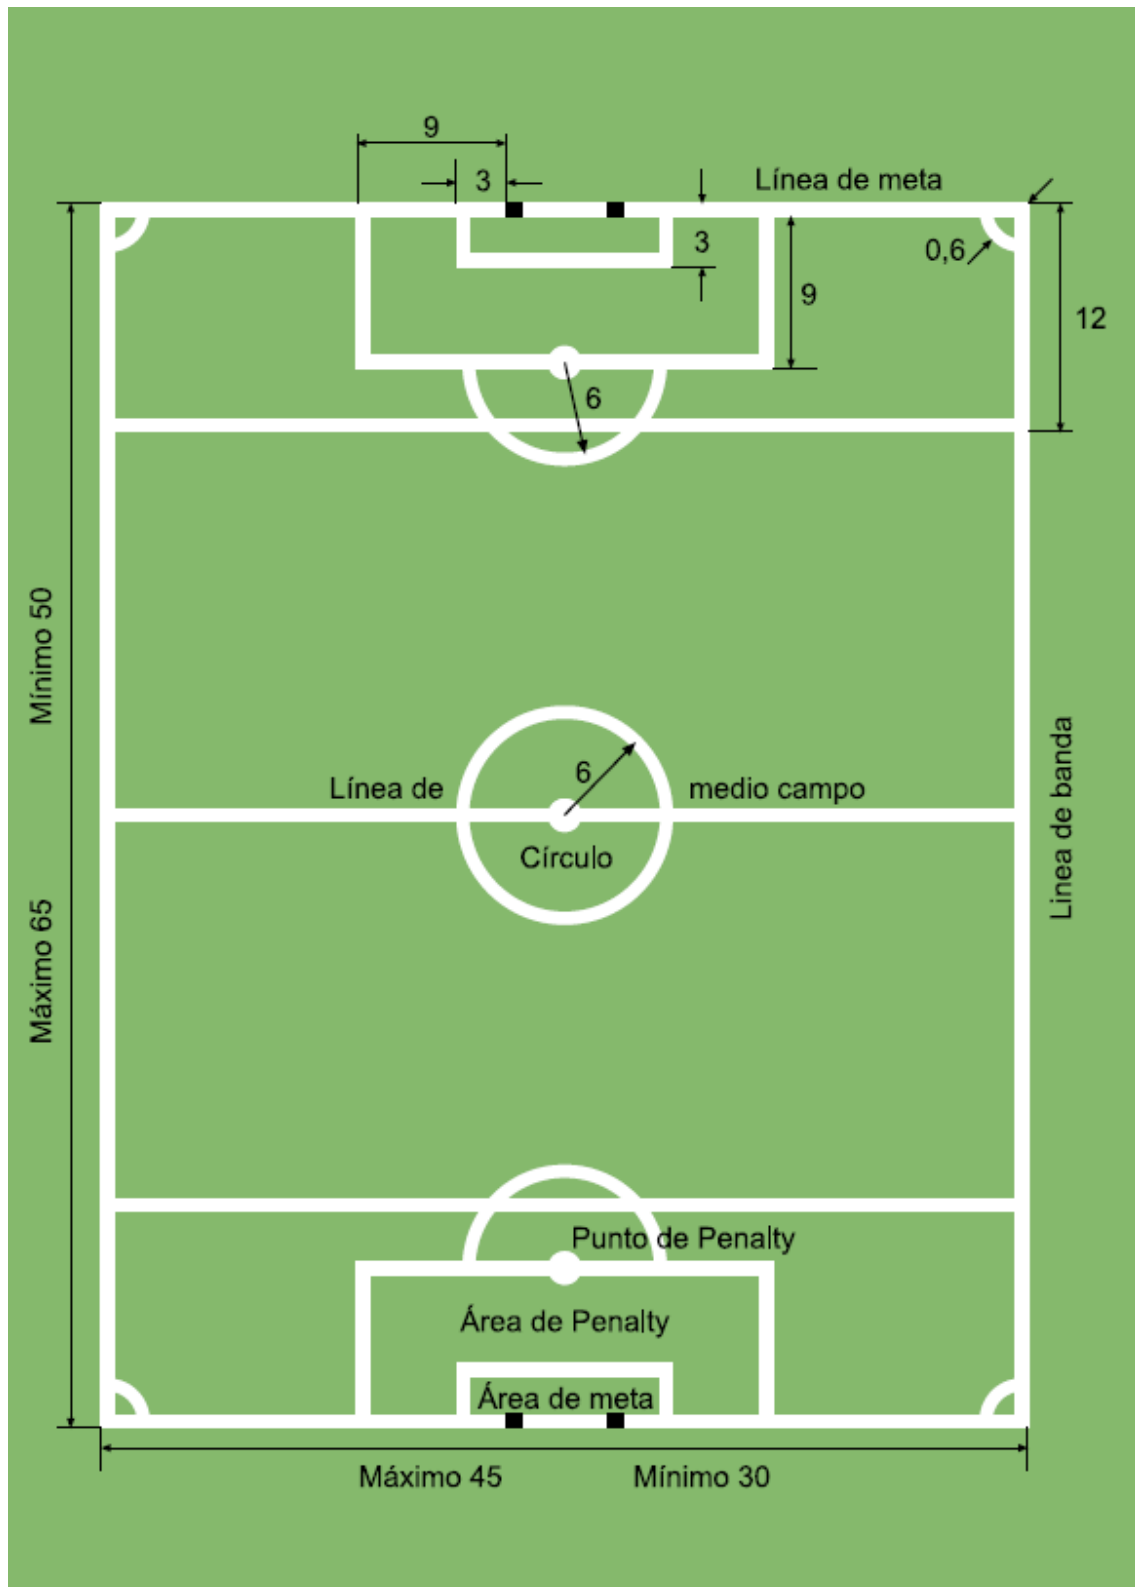 9
3
Línea de meta
3
0,6
9
12
6
Mínimo 50
6
Línea de medio campo
Linea de banda
Círculo
Máximo 65
Punto de Penalty
Área de Penalty
Área de meta
Máximo 45
Mínimo 30